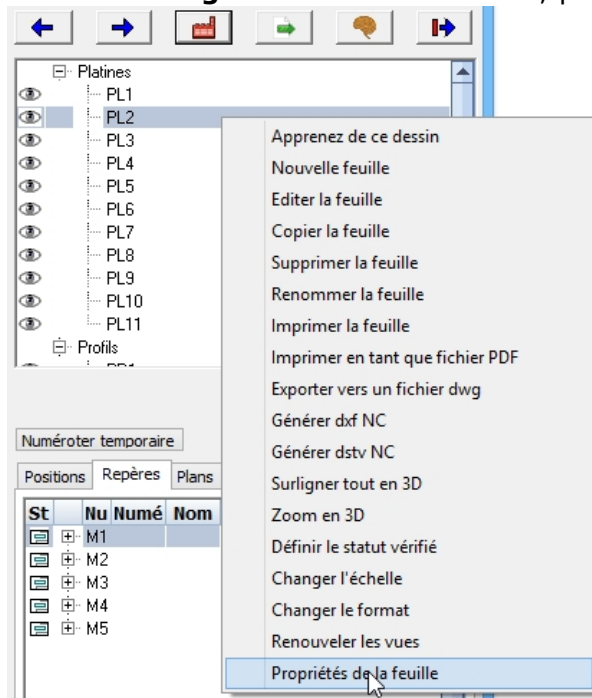 Platines
PL1
PL2
PL3
PL4
PL5
PL6
PL7
PL8
PL9
PL10
PL11
Profils
Apprenez de ce dessin
Nouvelle feuille
Editer la feuille
Copier la feuille
Supprimer la feuille
Renommer la feuille
Imprimer la feuille
Imprimer en tant que fichier PDF
Exporter vers un fichier dwg
Générer dxf NC
Générer dstv NC
Surligner tout en 3D
Zoom en 3D
Définir le statut vérifié
Changer l'échelle
Changer le format
Renouveler les vues
Propriétés de la feuille
Numéroter temporaire
Positions Repères Plans
St Nu Numé Nom
M1
M2
M3
M4
M5